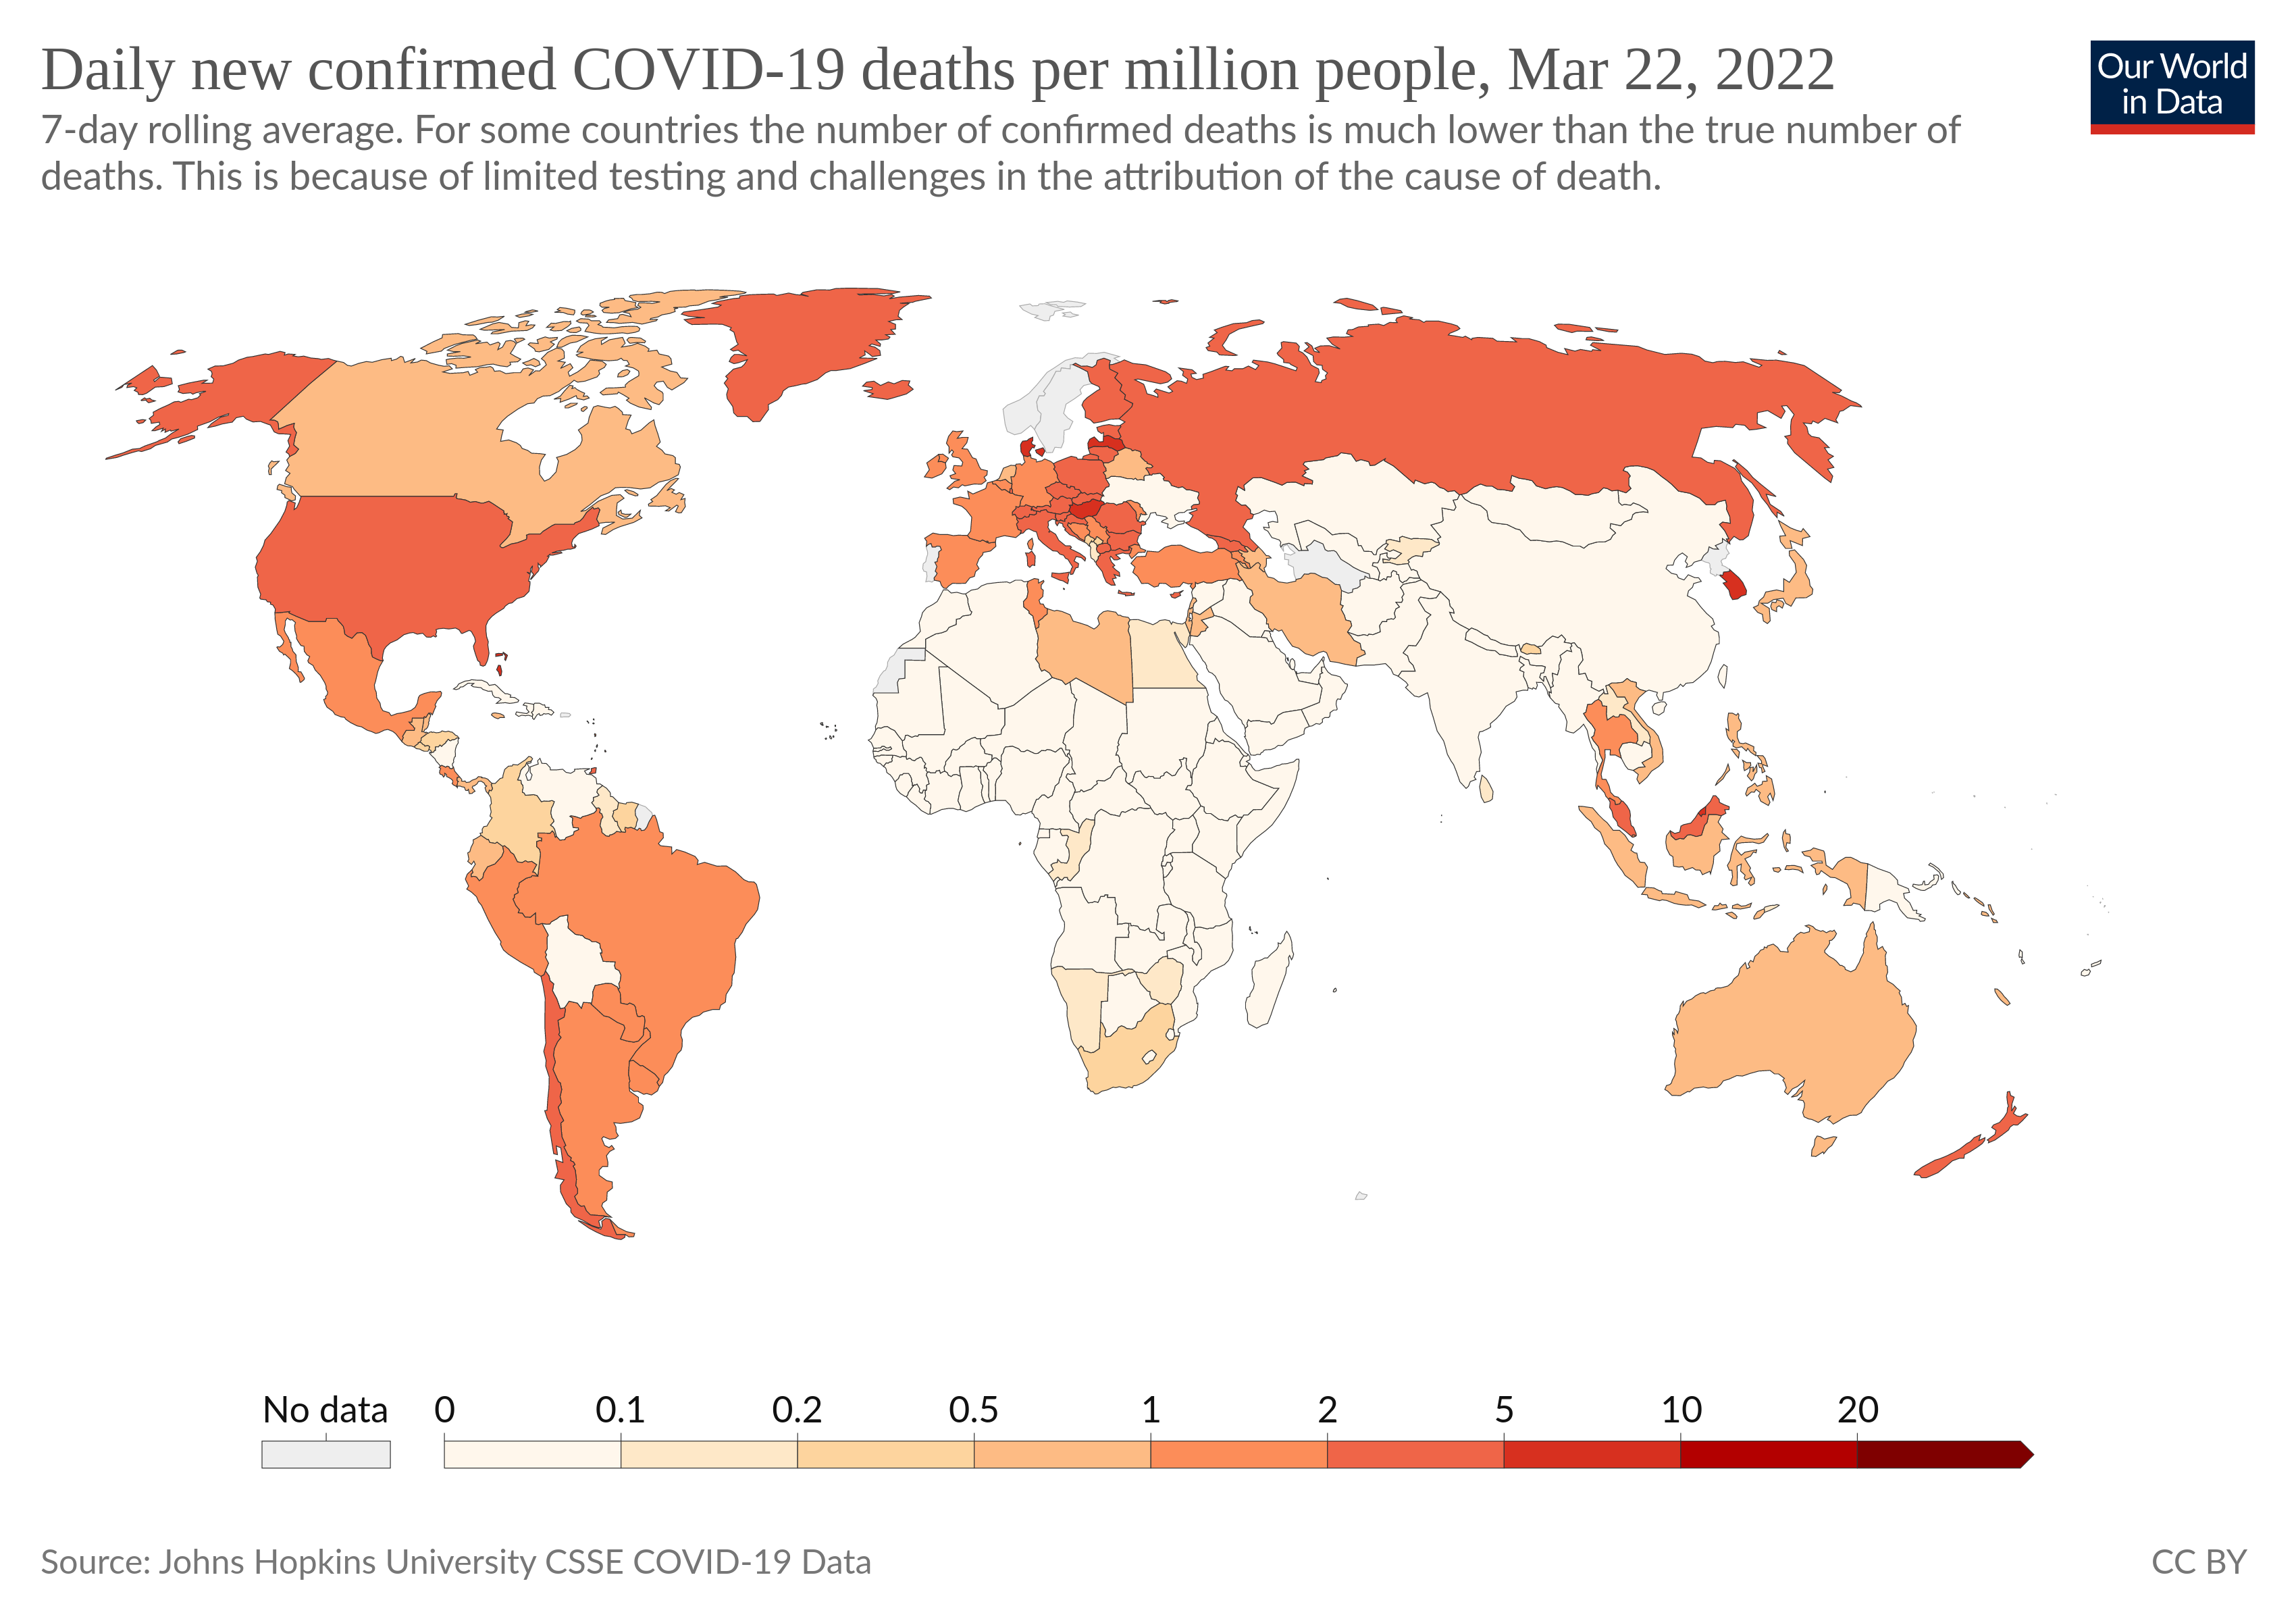 Daily new confirmed COVID-19 deaths per million people, Mar 22, 2022
Our World
in Data
7-day rolling average. For some countries the number of confirmed deaths is much lower than the true number of
deaths. This is because of limited testing and challenges in the attribution of the cause of death.
No data 0 0.1 0.2 0.5 1 2 5 10 20
Source: Johns Hopkins University CSSE COVID-19 Data
CC BY